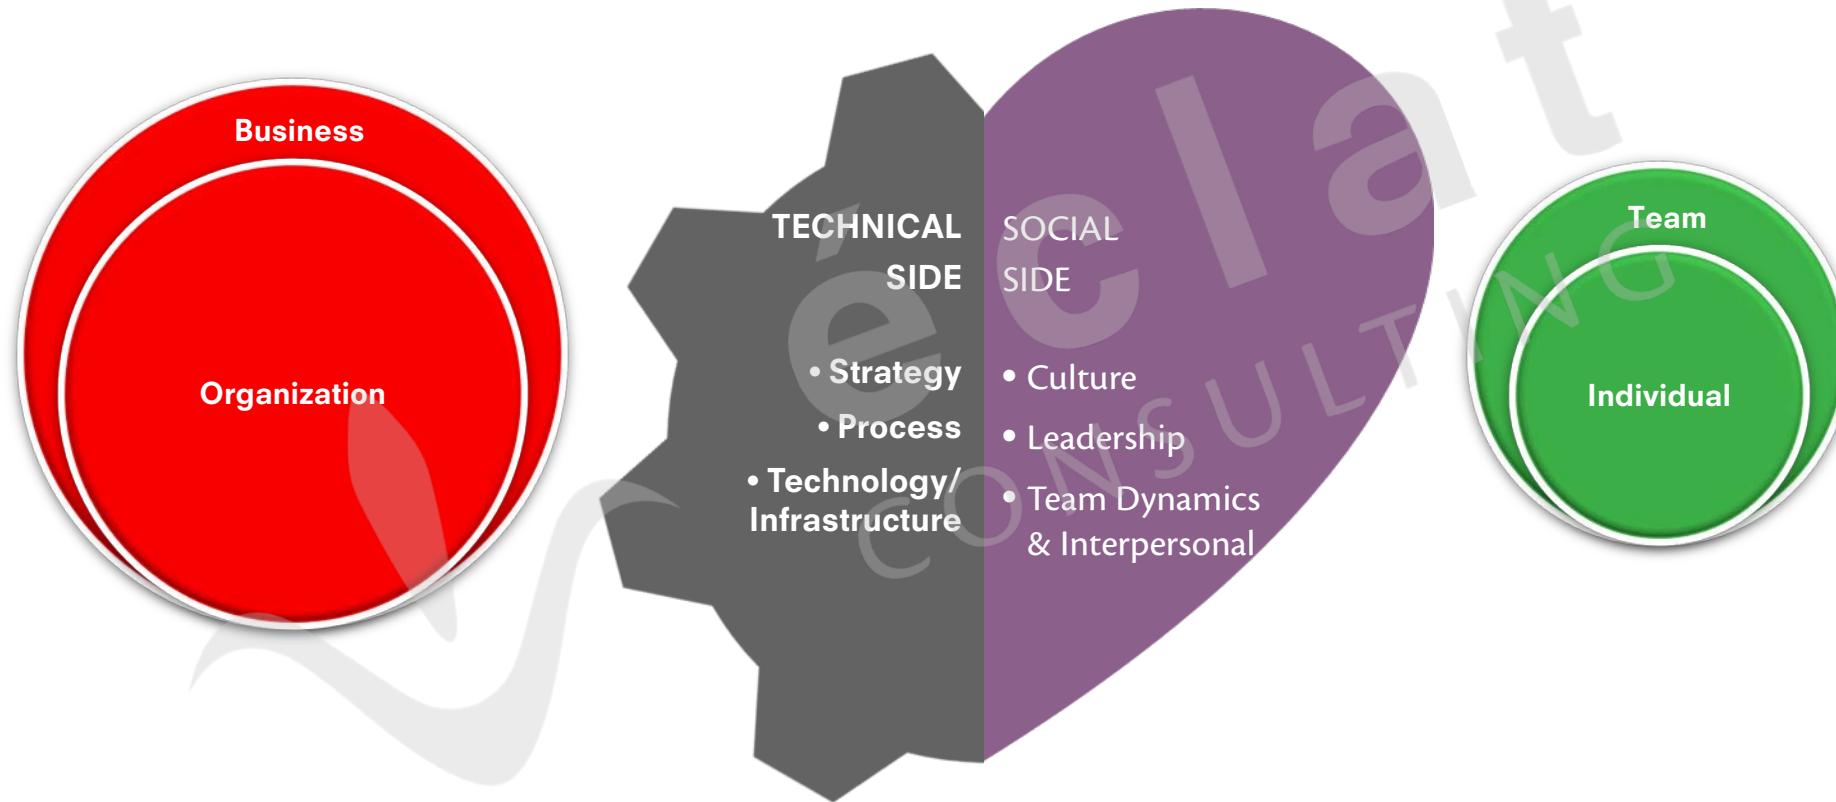 Business
Organization
TECHNICAL
SIDE
• Strategy
• Process
• Technology/
Infrastructure
SOCIAL
SIDE
• Culture
• Leadership
• Team Dynamics
& Interpersonal
Team
Individual
éclat
CONSULTING